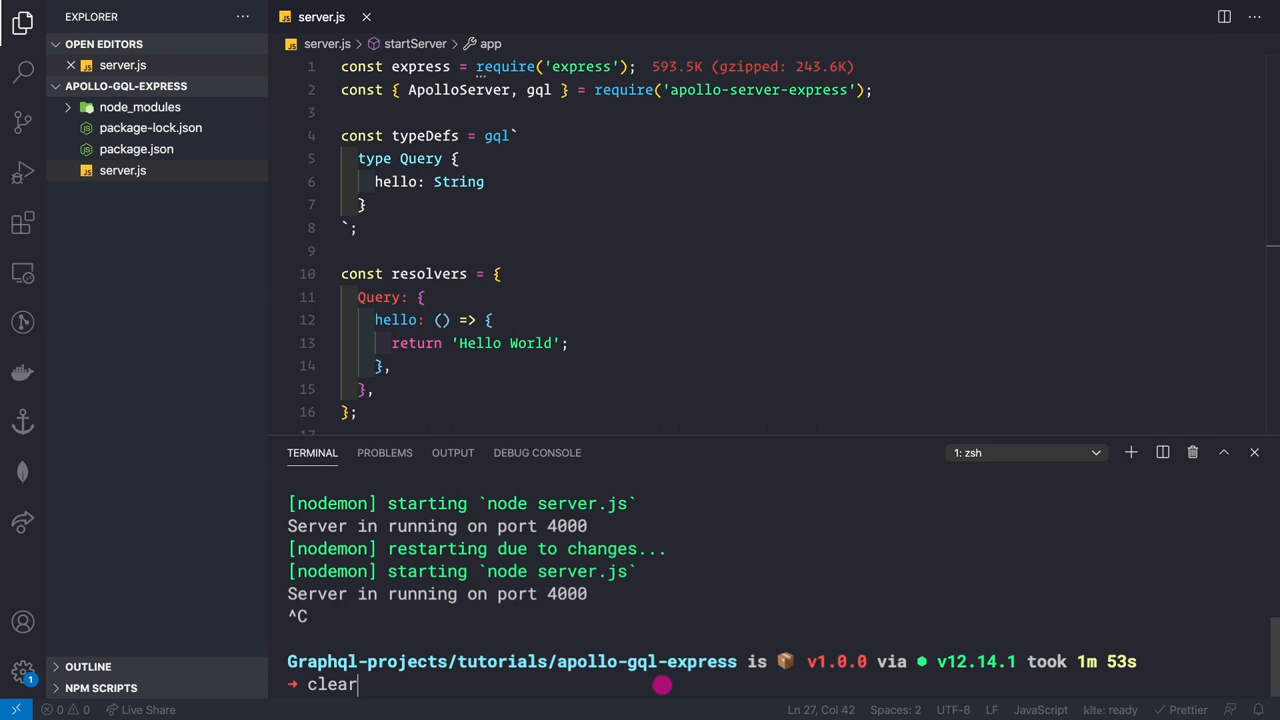 EXPLORER
···
OPEN EDITORS
JS server.js
APOLLO-GQL-EXPRESS
node_modules
package-lock.json
package.json
JS server.js
OUTLINE
NPM SCRIPTS
JS server.js
···
JS server.js > startServer > app
1 const express = require('express'); 593.5K (gzipped: 243.6K)
2 const { ApolloServer, gql } = require('apollo-server-express');
3
4 const typeDefs = gql`
5 type Query {
6 hello: String
7 }
8 `;
9
10 const resolvers = {
11 Query: {
12 hello: () => {
13 return 'Hello World';
14 },
15 },
16 };
TERMINAL PROBLEMS OUTPUT DEBUG CONSOLE 1: zsh
[nodemon] starting `node server.js`
Server in running on port 4000
[nodemon] restarting due to changes...
[nodemon] starting `node server.js`
Server in running on port 4000
^C
Graphql-projects/tutorials/apollo-gql-express is 📦 v1.0.0 via ⬢ v12.14.1 took 1m 53s
➜ clear
1
0 0 Live Share Ln 27, Col 42 Spaces: 2 UTF-8 LF JavaScript kite: ready Prettier